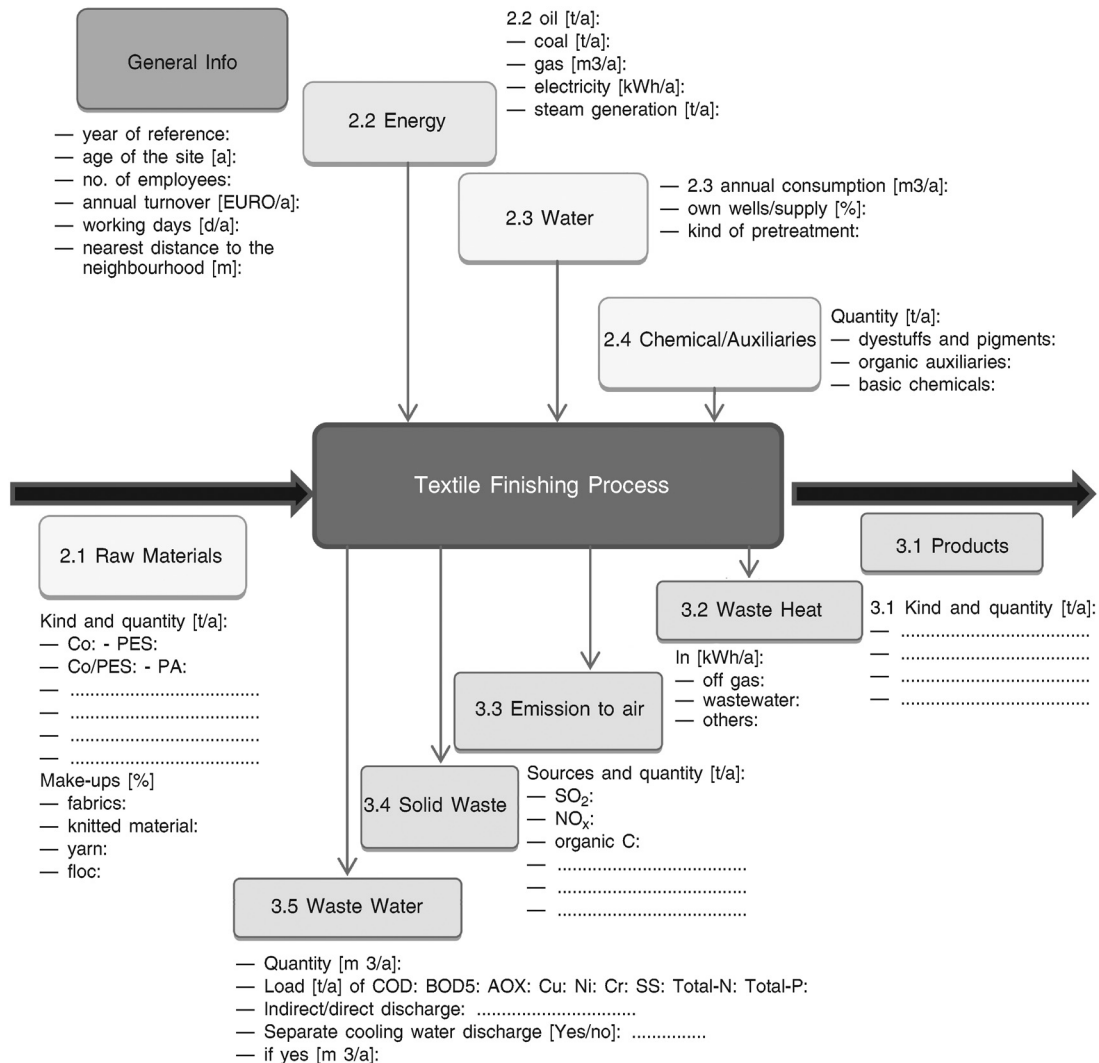 General Info
— year of reference:
— age of the site [a]:
— no. of employees:
— annual turnover [EURO/a]:
— working days [d/a]:
— nearest distance to the
neighbourhood [m]:
2.2 Energy
2.2 oil [t/a]:
— coal [t/a]:
— gas [m3/a]:
— electricity [kWh/a]:
— steam generation [t/a]:
2.3 Water
— 2.3 annual consumption [m3/a]:
— own wells/supply [%]:
— kind of pretreatment:
2.4 Chemical/Auxiliaries
Quantity [t/a]:
— dyestuffs and pigments:
— organic auxiliaries:
— basic chemicals:
Textile Finishing Process
2.1 Raw Materials
Kind and quantity [t/a]:
— Co: - PES:
— Co/PES: - PA:
— .......................................
— .......................................
— .......................................
— .......................................
Make-ups [%]
— fabrics:
— knitted material:
— yarn:
— floc:
3.1 Products
3.1 Kind and quantity [t/a]:
— .......................................
— .......................................
— .......................................
— .......................................
3.2 Waste Heat
In [kWh/a]:
— off gas:
— wastewater:
— others:
3.3 Emission to air
Sources and quantity [t/a]:
— SO₂:
— NOₓ:
— organic C:
— .......................................
— .......................................
— .......................................
3.4 Solid Waste
3.5 Waste Water
— Quantity [m 3/a]:
— Load [t/a] of COD: BOD5: AOX: Cu: Ni: Cr: SS: Total-N: Total-P:
— Indirect/direct discharge: .......................................
— Separate cooling water discharge [Yes/no]: ...............
— if yes [m 3/a]: